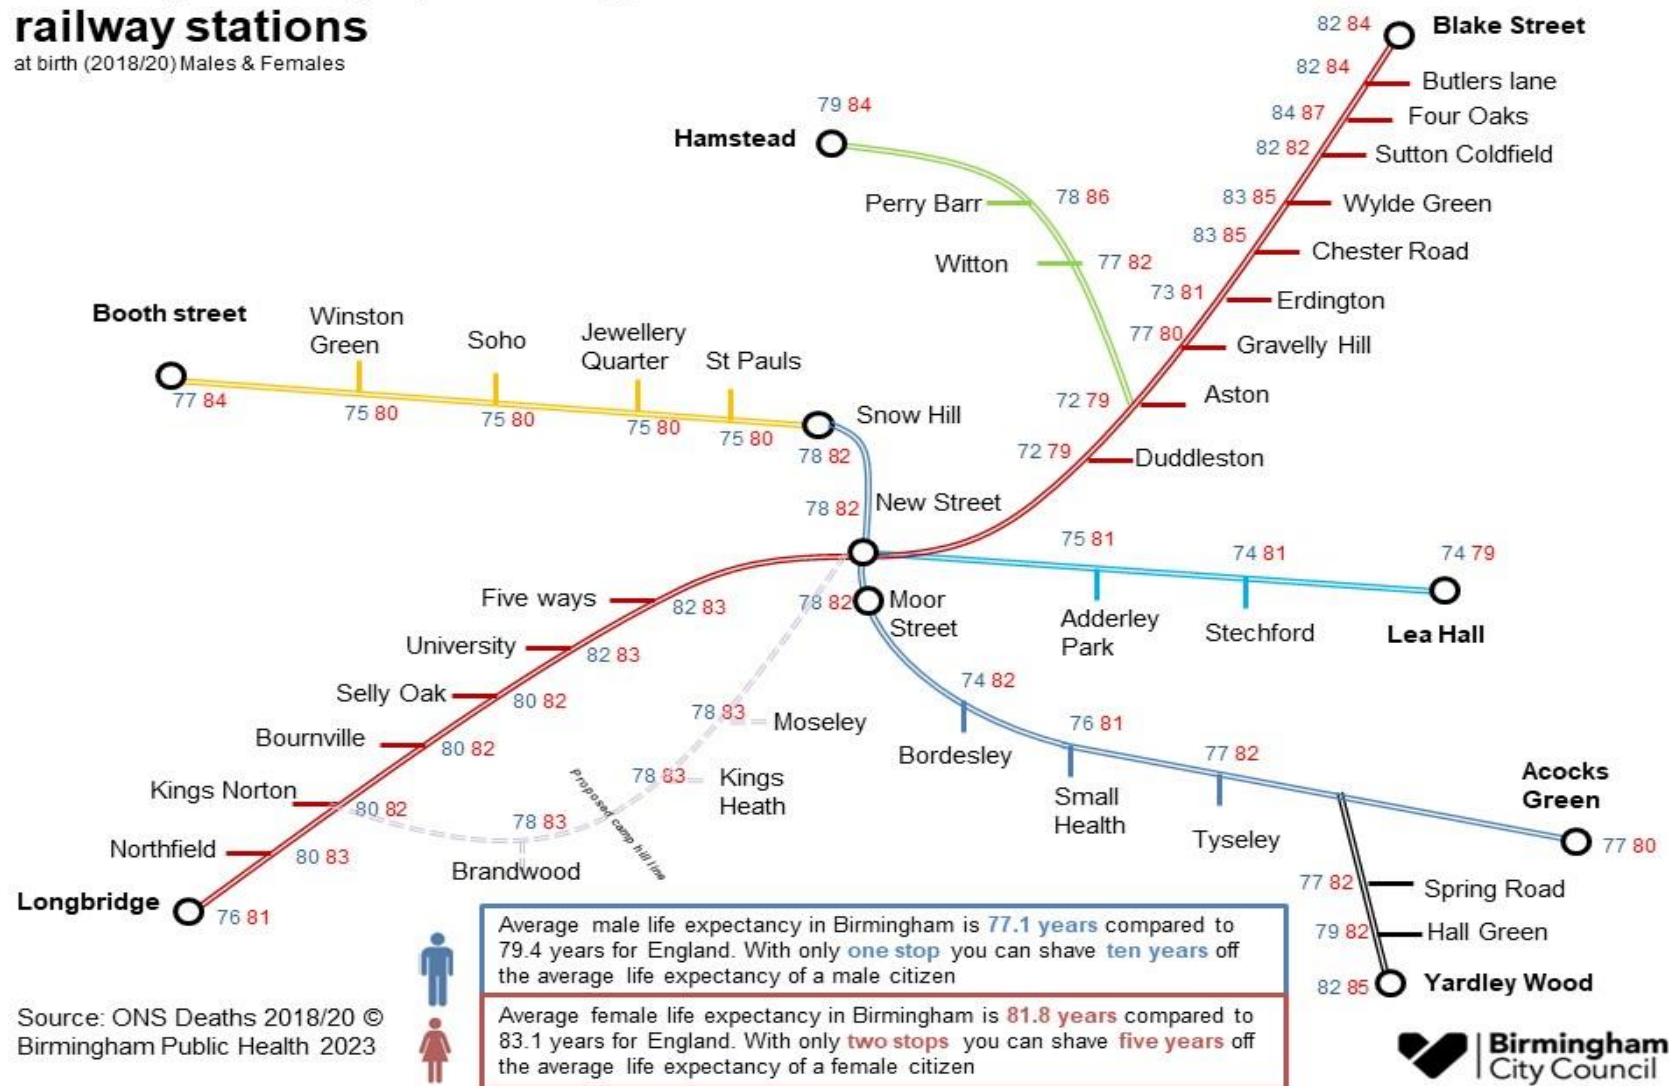 railway stations
at birth (2018/20) Males & Females
82 84
Blake Street
82 84
Butlers lane
84 87
Four Oaks
82 82
Sutton Coldfield
83 85
Wylde Green
83 85
Chester Road
73 81
Erdington
77 80
Gravelly Hill
72 79
Aston
72 79
Duddleston
79 84
Hamstead
Perry Barr
78 86
Witton
77 82
Booth street
77 84
Winston
Green
75 80
Soho
75 80
Jewellery
Quarter
75 80
St Pauls
75 80
Snow Hill
78 82
New Street
78 82
Moor
Street
78 82
75 81
Adderley
Park
74 81
Stechford
74 79
Lea Hall
Five ways
82 83
University
82 83
Selly Oak
80 82
Bournville
80 82
Kings Norton
80 82
Northfield
80 83
Longbridge
76 81
78 83
Moseley
78 83
Kings
Heath
78 83
Brandwood
Proposed camp hill line
74 82
Bordesley
76 81
Small
Health
77 82
Tyseley
Acocks
Green
77 80
77 82
Spring Road
79 82
Hall Green
82 85
Yardley Wood
Average male life expectancy in Birmingham is 77.1 years compared to
79.4 years for England. With only one stop you can shave ten years off
the average life expectancy of a male citizen
Average female life expectancy in Birmingham is 81.8 years compared to
83.1 years for England. With only two stops you can shave five years off
the average life expectancy of a female citizen
Source: ONS Deaths 2018/20 ©
Birmingham Public Health 2023
Birmingham
City Council